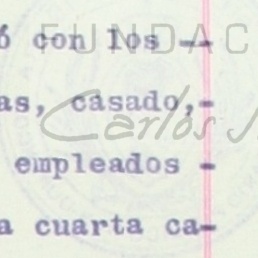 ó con los -
FUNDAC
as, casado,-
Carlos
empleados -
a cuarta ca-